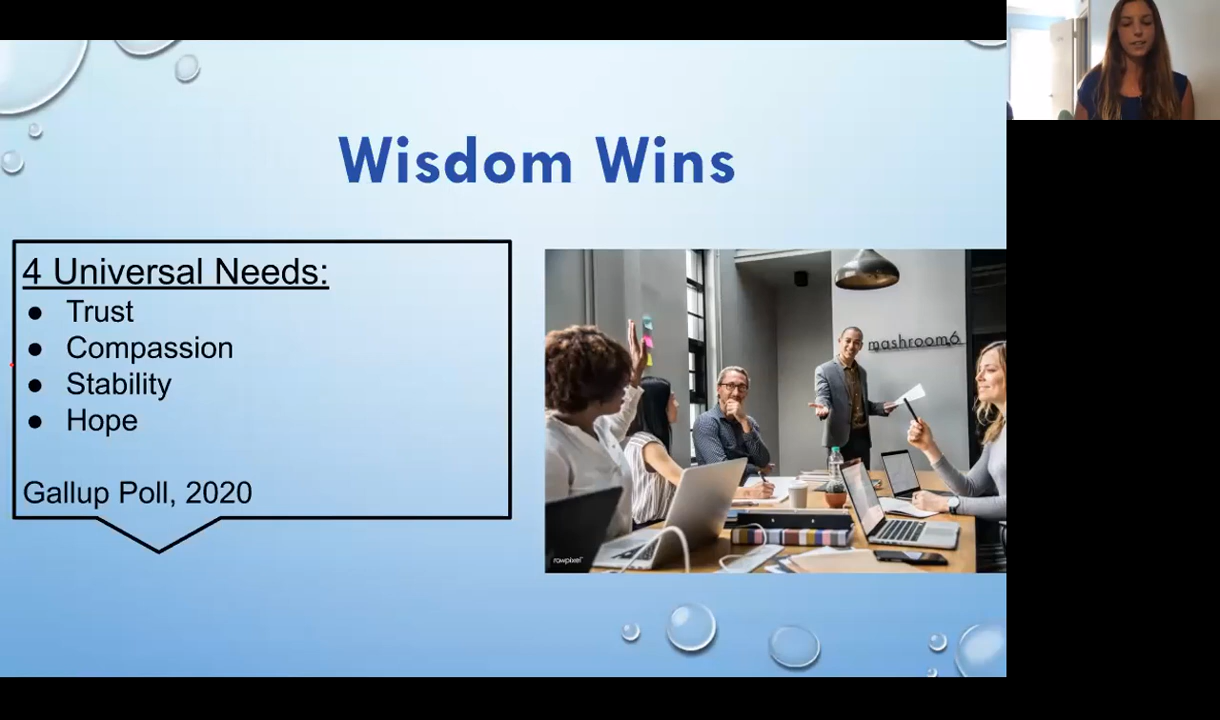 Wisdom Wins
4 Universal Needs:
● Trust
● Compassion
● Stability
● Hope
Gallup Poll, 2020
mashroom6
rawpixel